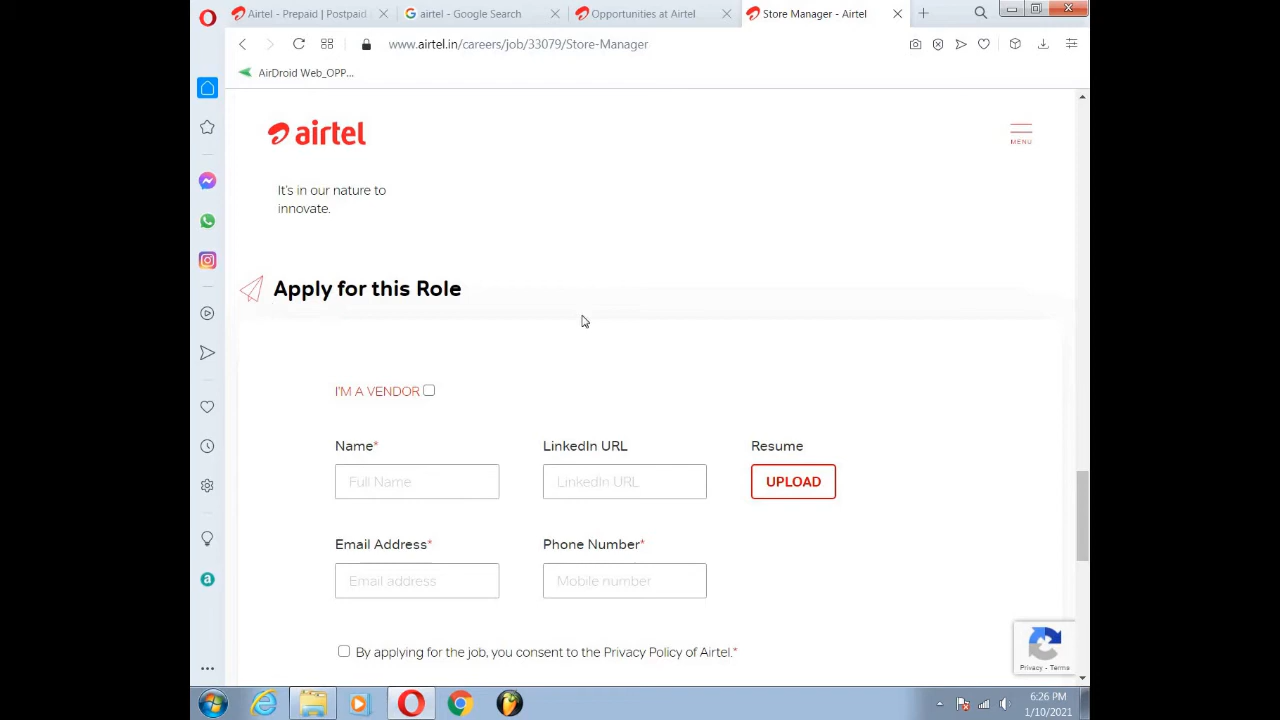 Airtel - Prepaid | Postpaid
airtel - Google Search
Opportunities at Airtel
Store Manager - Airtel
www.airtel.in/careers/job/33079/Store-Manager
AirDroid Web_OPP...
airtel
MENU
It's in our nature to
innovate.
Apply for this Role
I'M A VENDOR
Name*
LinkedIn URL
Resume
Full Name
LinkedIn URL
UPLOAD
Email Address*
Phone Number*
Email address
Mobile number
By applying for the job, you consent to the Privacy Policy of Airtel.*
Privacy - Terms
6:26 PM
1/10/2021